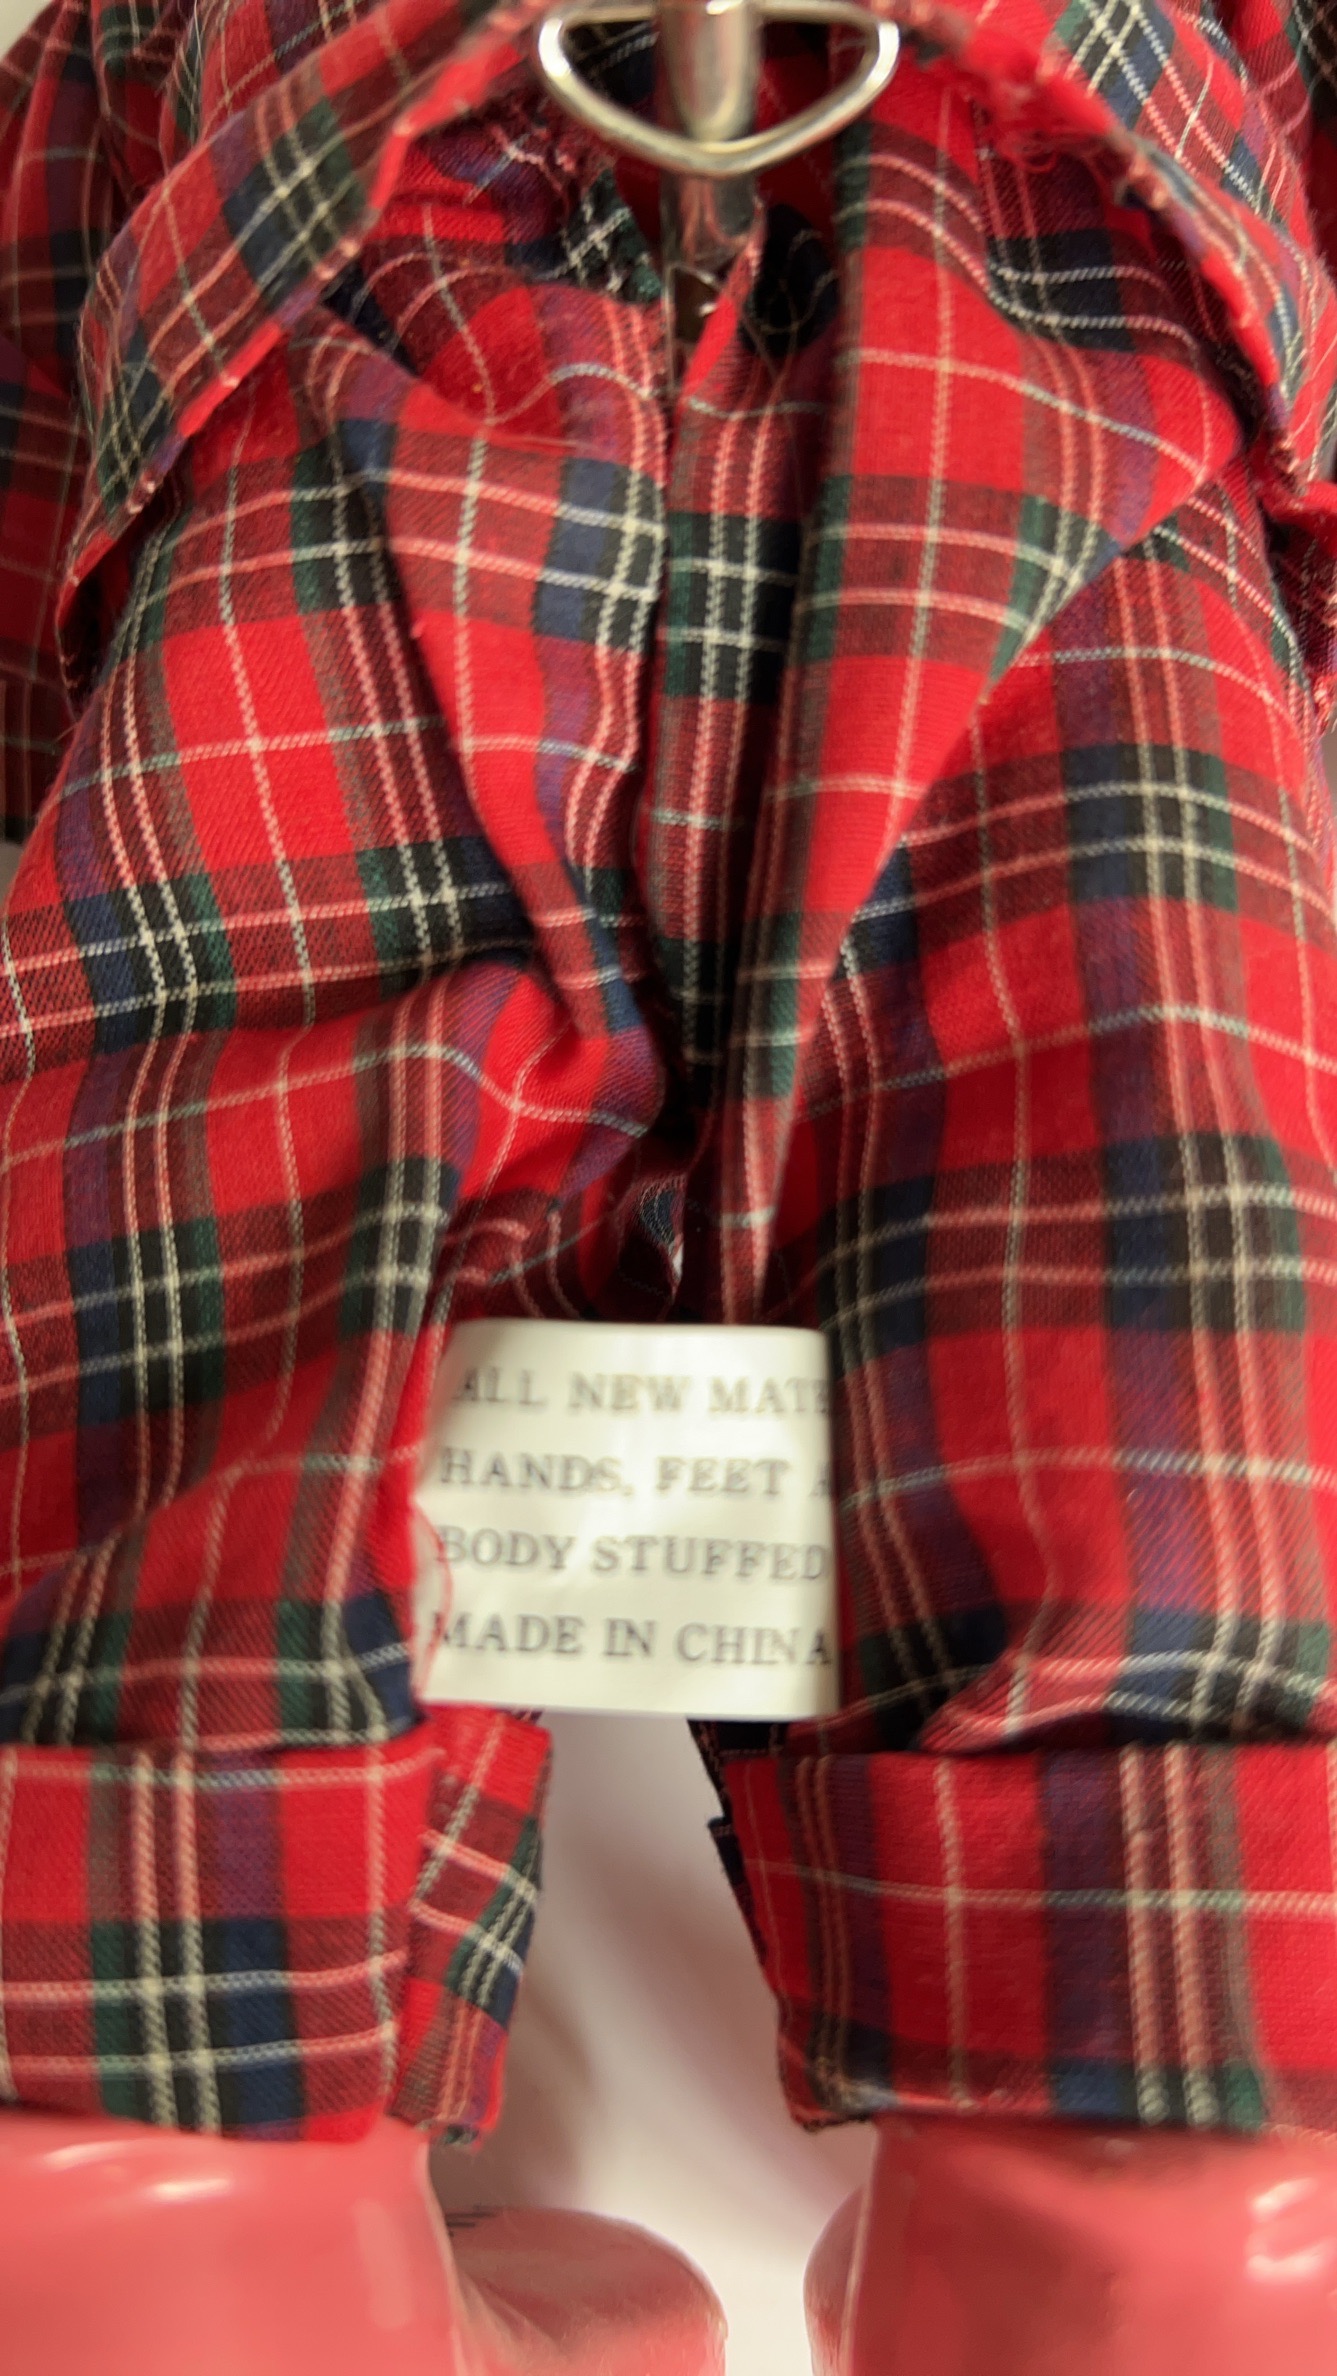 ALL NEW MATE
HANDS, FEET A
BODY STUFFED
MADE IN CHINA